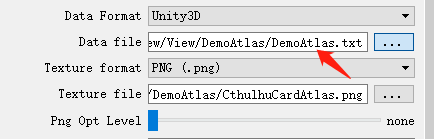 Data Format Unity3D
Data file ew/View/DemoAtlas/DemoAtlas.txt ...
Texture format PNG (.png)
Texture file /DemoAtlas/CthulhuCardAtlas.png ...
Png Opt Level none